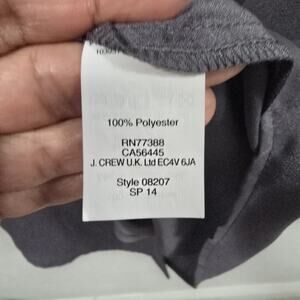 100% Polyester
RN77388
CA56445
J. CREW U.K. Ltd EC4V 6JA
Style 08207
SP 14